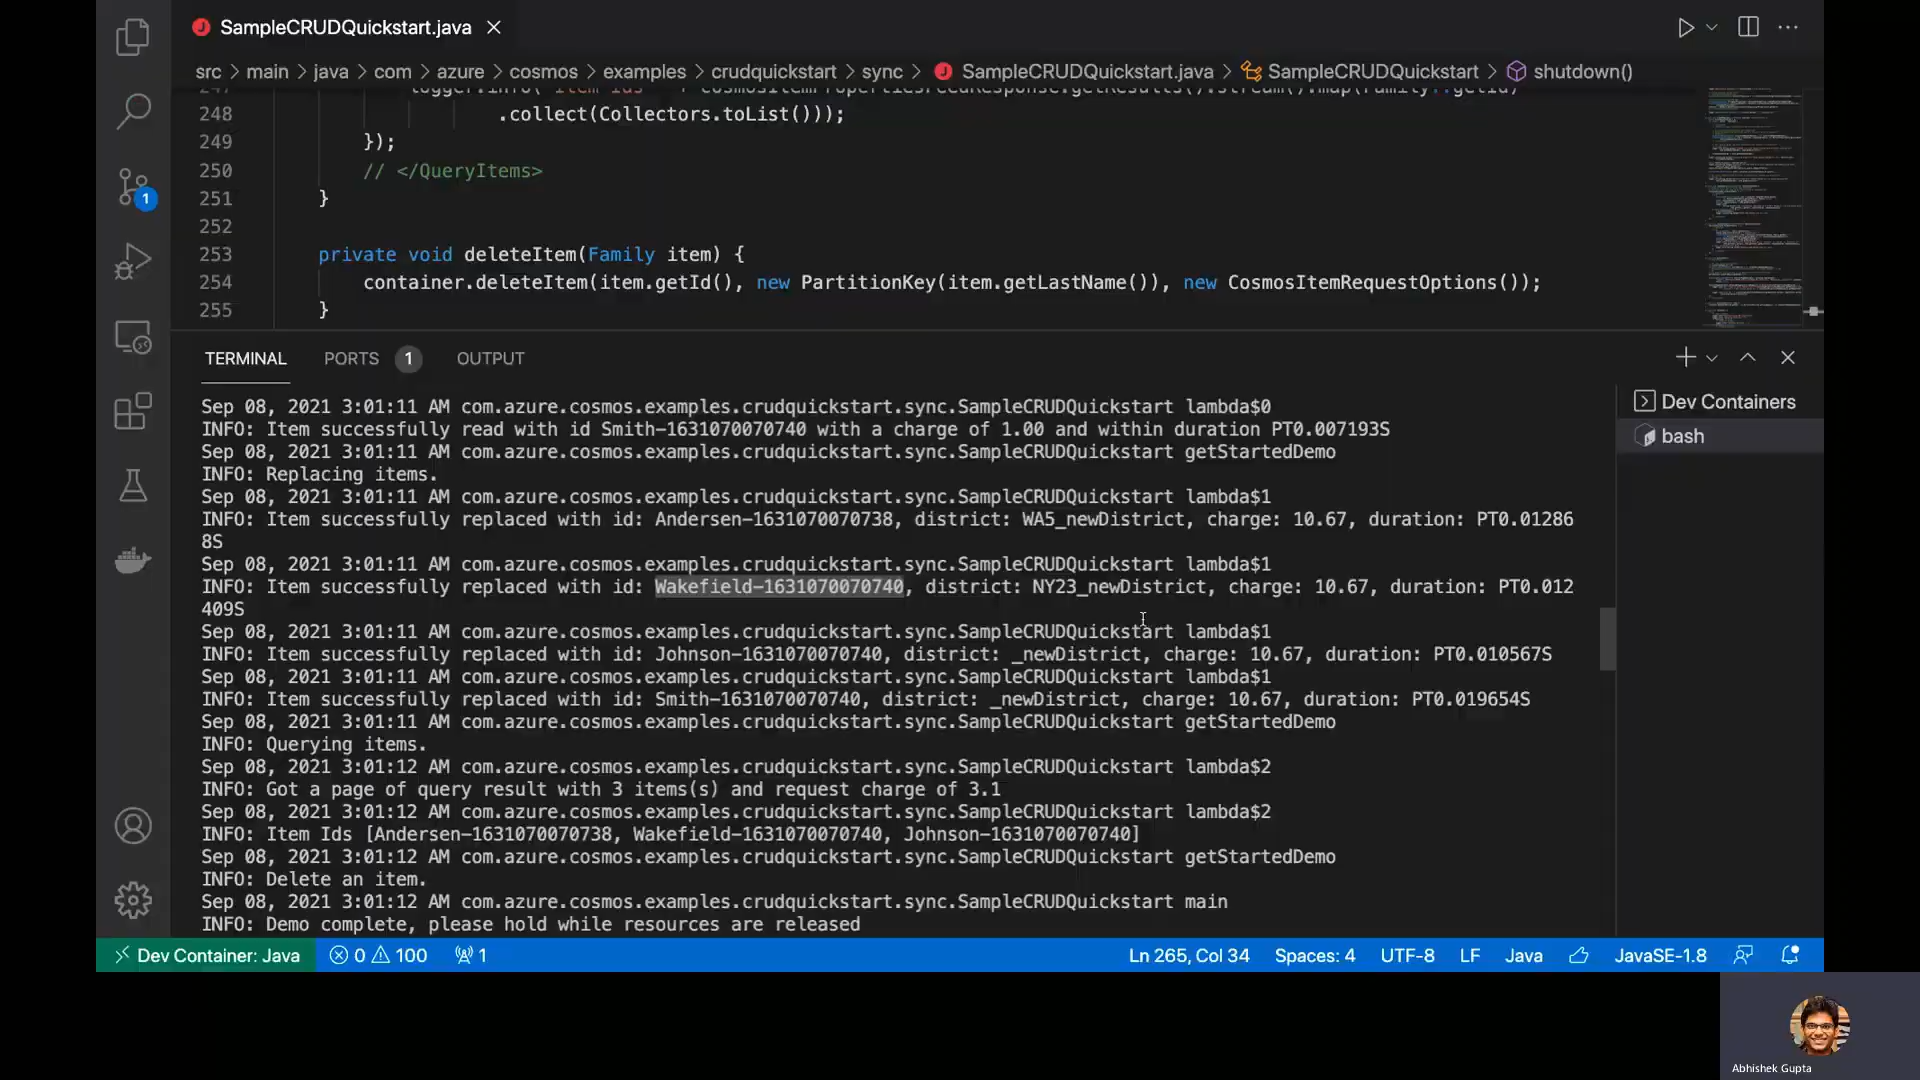 SampleCRUDQuickstart.java
src > main > java > com > azure > cosmos > examples > crudquickstart > sync > SampleCRUDQuickstart.java > SampleCRUDQuickstart > shutdown()
248 .collect(Collectors.toList()));
249 });
250 // </QueryItems>
251 }
252
253 private void deleteItem(Family item) {
254 container.deleteItem(item.getId(), new PartitionKey(item.getLastName()), new CosmosItemRequestOptions());
255 }
1
TERMINAL PORTS 1 OUTPUT
Dev Containers
bash
Sep 08, 2021 3:01:11 AM com.azure.cosmos.examples.crudquickstart.sync.SampleCRUDQuickstart lambda$0
INFO: Item successfully read with id Smith-1631070070740 with a charge of 1.00 and within duration PT0.007193S
Sep 08, 2021 3:01:11 AM com.azure.cosmos.examples.crudquickstart.sync.SampleCRUDQuickstart getStartedDemo
INFO: Replacing items.
Sep 08, 2021 3:01:11 AM com.azure.cosmos.examples.crudquickstart.sync.SampleCRUDQuickstart lambda$1
INFO: Item successfully replaced with id: Andersen-1631070070738, district: WA5_newDistrict, charge: 10.67, duration: PT0.01286
8S
Sep 08, 2021 3:01:11 AM com.azure.cosmos.examples.crudquickstart.sync.SampleCRUDQuickstart lambda$1
INFO: Item successfully replaced with id: Wakefield-1631070070740, district: NY23_newDistrict, charge: 10.67, duration: PT0.012
409S
Sep 08, 2021 3:01:11 AM com.azure.cosmos.examples.crudquickstart.sync.SampleCRUDQuickstart lambda$1
INFO: Item successfully replaced with id: Johnson-1631070070740, district: _newDistrict, charge: 10.67, duration: PT0.010567S
Sep 08, 2021 3:01:11 AM com.azure.cosmos.examples.crudquickstart.sync.SampleCRUDQuickstart lambda$1
INFO: Item successfully replaced with id: Smith-1631070070740, district: _newDistrict, charge: 10.67, duration: PT0.019654S
Sep 08, 2021 3:01:11 AM com.azure.cosmos.examples.crudquickstart.sync.SampleCRUDQuickstart getStartedDemo
INFO: Querying items.
Sep 08, 2021 3:01:12 AM com.azure.cosmos.examples.crudquickstart.sync.SampleCRUDQuickstart lambda$2
INFO: Got a page of query result with 3 items(s) and request charge of 3.1
Sep 08, 2021 3:01:12 AM com.azure.cosmos.examples.crudquickstart.sync.SampleCRUDQuickstart lambda$2
INFO: Item Ids [Andersen-1631070070738, Wakefield-1631070070740, Johnson-1631070070740]
Sep 08, 2021 3:01:12 AM com.azure.cosmos.examples.crudquickstart.sync.SampleCRUDQuickstart getStartedDemo
INFO: Delete an item.
Sep 08, 2021 3:01:12 AM com.azure.cosmos.examples.crudquickstart.sync.SampleCRUDQuickstart main
INFO: Demo complete, please hold while resources are released
Dev Container: Java 0 100 1 Ln 265, Col 34 Spaces: 4 UTF-8 LF Java JavaSE-1.8
Abhishek Gupta